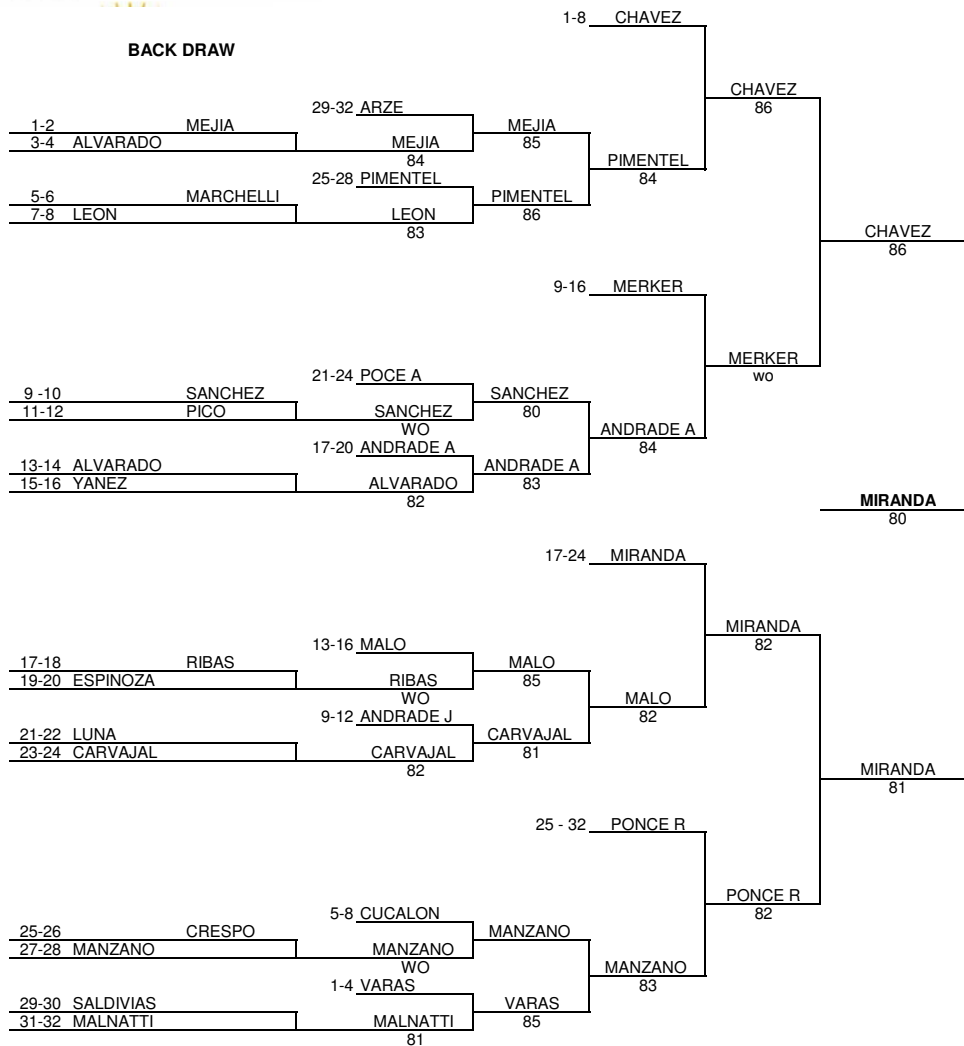 1-8 CHAVEZ
BACK DRAW
CHAVEZ
86
29-32 ARZE
1-2 MEJIA MEJIA
3-4 ALVARADO MEJIA 85
84 PIMENTEL
25-28 PIMENTEL 84
5-6 MARCHELLI PIMENTEL
7-8 LEON LEON 86
83 CHAVEZ
86
9-16 MERKER
MERKER
wo
21-24 POCE A
9 -10 SANCHEZ SANCHEZ
11-12 PICO SANCHEZ 80
WO ANDRADE A
17-20 ANDRADE A 84
13-14 ALVARADO ANDRADE A
15-16 YANEZ ALVARADO 83
82 MIRANDA
80
17-24 MIRANDA
MIRANDA
82
13-16 MALO
17-18 RIBAS MALO
19-20 ESPINOZA RIBAS 85
WO MALO
9-12 ANDRADE J 82
21-22 LUNA CARVAJAL
23-24 CARVAJAL CARVAJAL 81
82 MIRANDA
81
25 - 32 PONCE R
PONCE R
82
5-8 CUCALON
25-26 CRESPO MANZANO
27-28 MANZANO MANZANO
WO MANZANO
1-4 VARAS 83
29-30 SALDIVIAS VARAS
31-32 MALNATTI MALNATTI 85
81